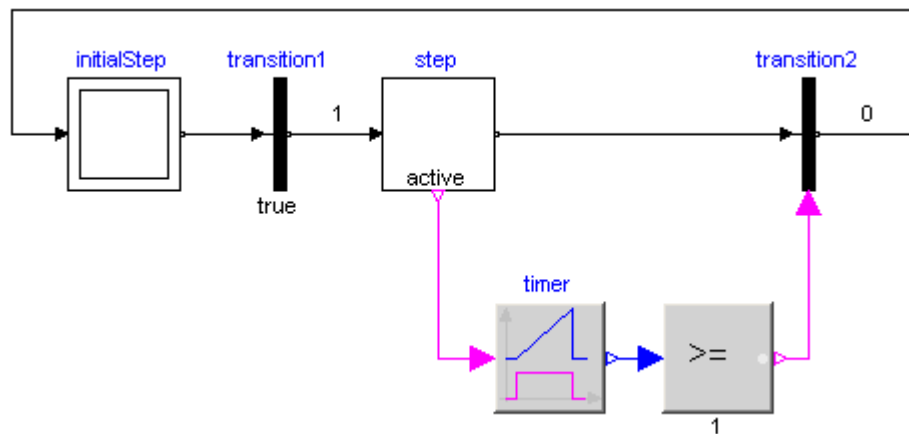 initialStep
transition1
step
transition2
1
0
active
true
timer
>=
1